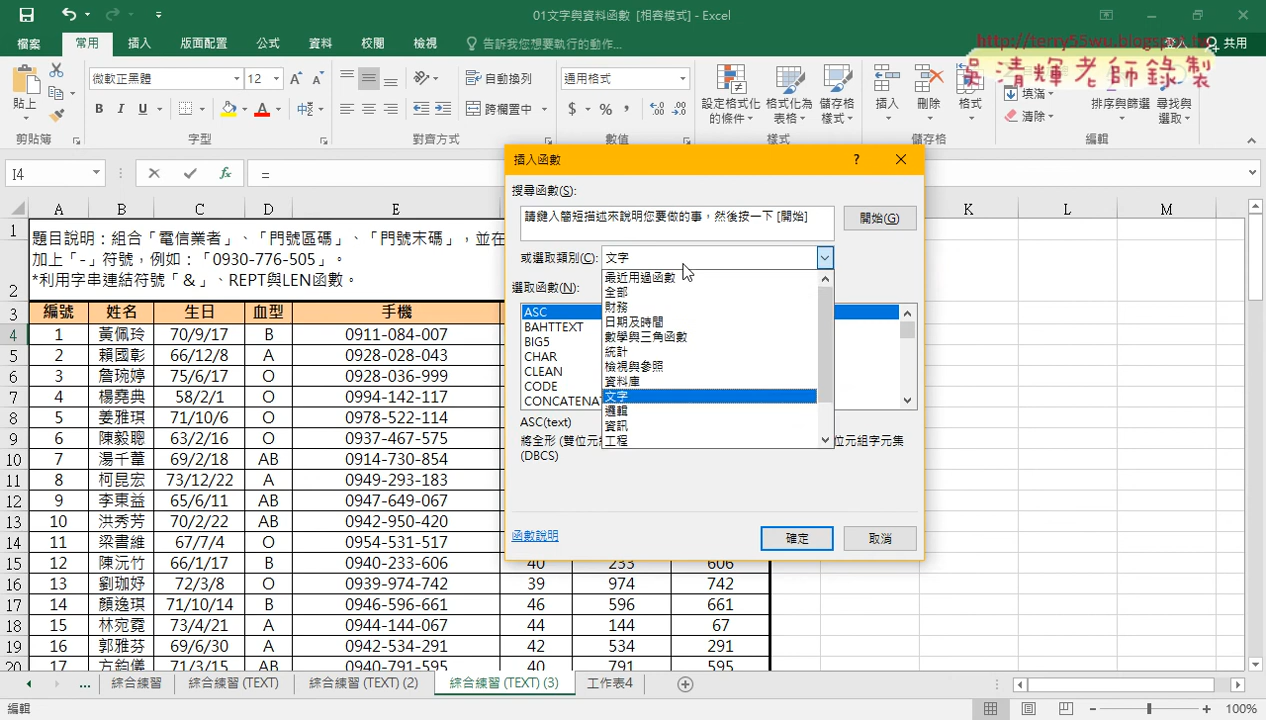 01文字與資料函數 [相容模式] - Excel
http://terry55wu.blogspot.tw
吳清輝老師錄製
檔案 常用 插入 版面配置 公式 資料 校閱 檢視 告訴我您想要執行的動作... 登入 共用
微軟正黑體 12 自動換列 通用格式
貼上 跨欄置中 設定格式化的條件 格式化為表格 儲存格樣式 插入 刪除 格式 填滿 清除 排序與篩選 尋找與選取
剪貼簿 字型 對齊方式 數值 樣式 儲存格 編輯
I4 =
A B C D E K L M
題目說明：組合「電信業者」、「門號區碼」、「門號末碼」，並在
加上「-」符號，例如：「0930-776-505」。
*利用字串連結符號「&」、REPT與LEN函數。
編號 姓名 生日 血型 手機
1 黃佩玲 70/9/17 B 0911-084-007
2 賴國彰 66/12/8 A 0928-028-043
3 詹琬婷 75/6/17 O 0928-036-999
4 楊堯典 58/2/1 O 0994-142-117
5 姜雅琪 71/10/6 O 0978-522-114
6 陳毅聰 63/2/16 O 0937-467-575
7 湯千葦 69/2/18 AB 0914-730-854
8 柯昆宏 73/12/22 A 0949-293-183
9 李東益 65/6/11 AB 0947-649-067
10 洪秀芳 70/2/22 AB 0942-950-420
11 梁書維 67/7/4 O 0954-531-517
12 陳沅竹 66/1/17 B 0940-233-606 40 233 606
13 劉珈妤 72/3/8 O 0939-974-742 39 974 742
14 顏逸琪 71/10/14 B 0946-596-661 46 596 661
15 林宛霓 73/4/21 A 0944-144-067 44 144 67
16 郭雅芬 69/6/30 A 0942-534-291 42 534 291
17 方鈞儀 71/3/15 AB 0940-791-595 40 791 595
插入函數
搜尋函數(S):
請鍵入簡短描述來說明您要做的事，然後按一下 [開始]
開始(G)
或選取類別(C): 文字
最近用過函數
全部
財務
日期及時間
數學與三角函數
統計
檢視與參照
資料庫
文字
邏輯
資訊
工程
選取函數(N):
ASC
BAHTTEXT
BIG5
CHAR
CLEAN
CODE
CONCATENA
ASC(text)
將全形 (雙位元組
位元組字元集
(DBCS)
函數說明 確定 取消
... 綜合練習 綜合練習 (TEXT) 綜合練習 (TEXT) (2) 綜合練習 (TEXT) (3) 工作表4
編輯 100%